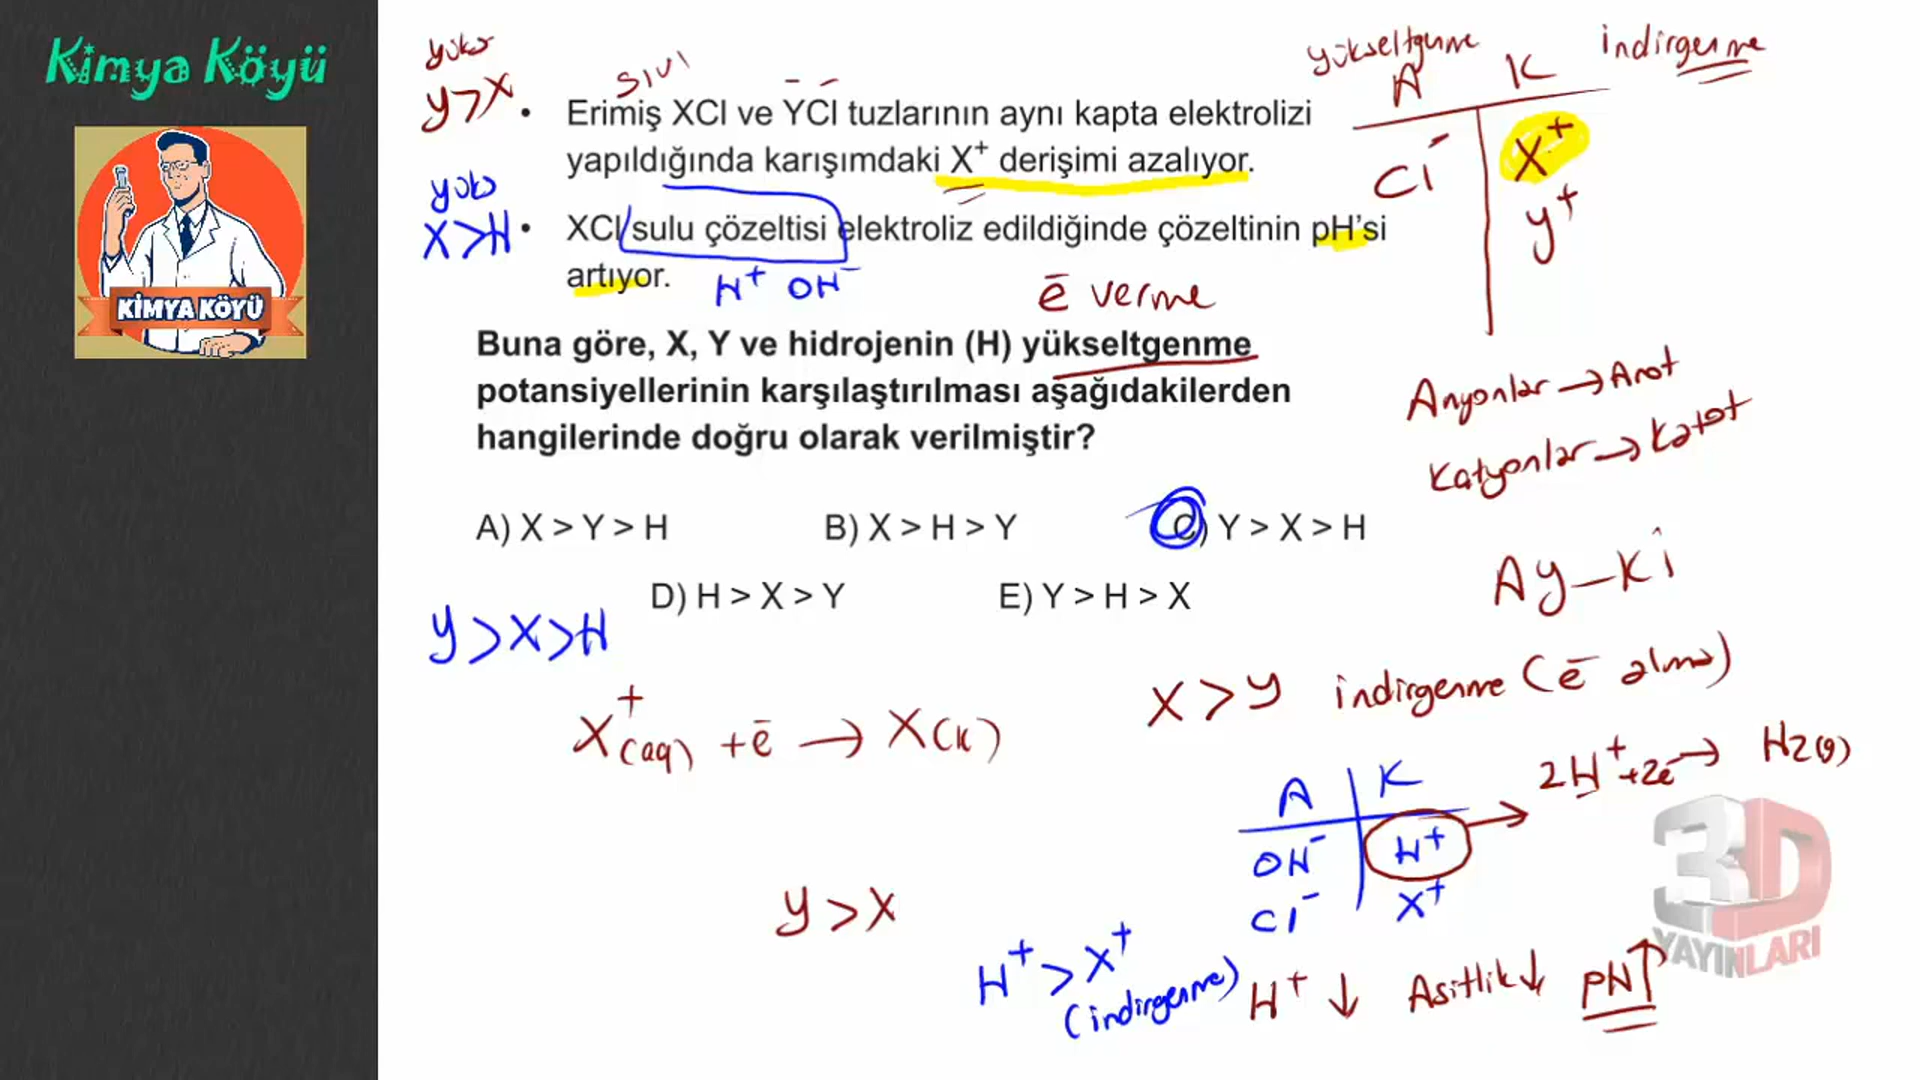 Kimya Köyü
KİMYA KÖYÜ
yüks
Y>X
sıvı
• Erimiş XCl ve YCl tuzlarının aynı kapta elektrolizi
yapıldığında karışımdaki X⁺ derişimi azalıyor.
yük
X>H
• XCl sulu çözeltisi elektroliz edildiğinde çözeltinin pH'si
artıyor.
H⁺ OH⁻
ē verme
Buna göre, X, Y ve hidrojenin (H) yükseltgenme
potansiyellerinin karşılaştırılması aşağıdakilerden
hangilerinde doğru olarak verilmiştir?
A) X > Y > H B) X > H > Y C) Y > X > H
D) H > X > Y E) Y > H > X
yükseltgenme indirgenme
A K
Cl⁻ X⁺
Y⁺
Anyonlar → Anot
Katyonlar → Katot
Ay-Ki
Y>X>H
X⁺(aq) + ē → X(k)
X>Y indirgenme (ē alma)
A K
OH⁻ H⁺
Cl⁻ X⁺
2H⁺+2e⁻ → H2(g)
Y>X
H⁺>X⁺
(indirgenme)
H⁺ ↓ Asitlik↓ PH↑
3D
YAYINLARI